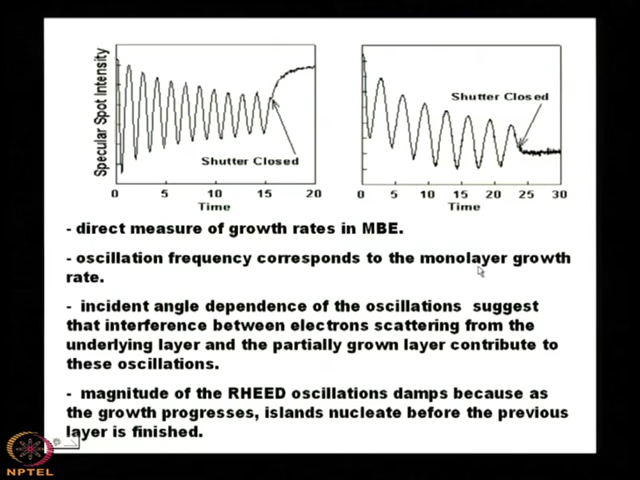 Specular Spot Intensity
Shutter Closed
0 5 10 15 20
Time
Shutter Closed
0 5 10 15 20 25 30
Time
- direct measure of growth rates in MBE.
- oscillation frequency corresponds to the monolayer growth
rate.
- incident angle dependence of the oscillations suggest
that interference between electrons scattering from the
underlying layer and the partially grown layer contribute to
these oscillations.
- magnitude of the RHEED oscillations damps because as
the growth progresses, islands nucleate before the previous
layer is finished.
NPTEL